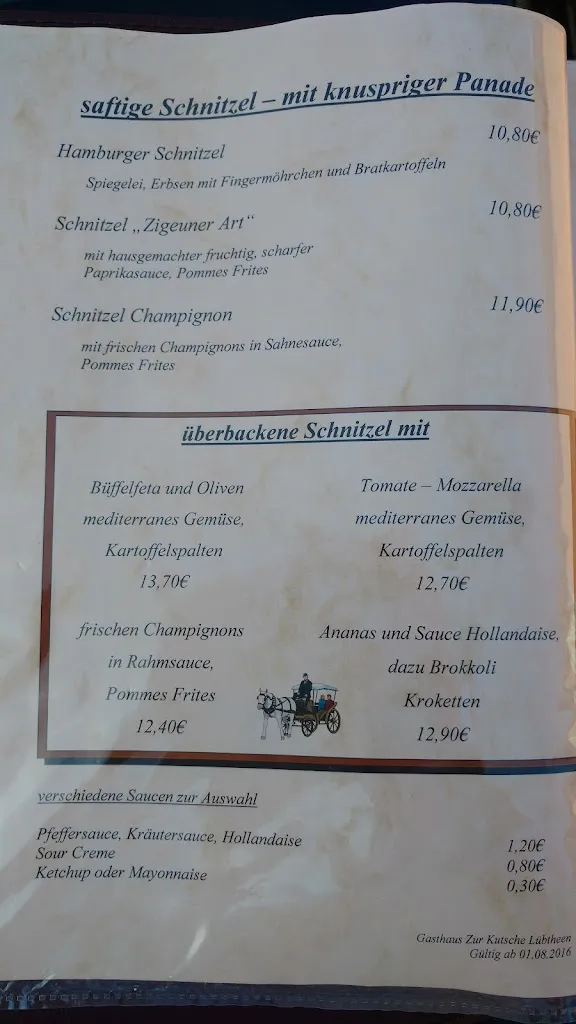 saftige Schnitzel – mit knuspriger Panade
Hamburger Schnitzel 10,80€
Spiegelei, Erbsen mit Fingermöhrchen und Bratkartoffeln
Schnitzel „Zigeuner Art“ 10,80€
mit hausgemachter fruchtig, scharfer
Paprikasauce, Pommes Frites
Schnitzel Champignon 11,90€
mit frischen Champignons in Sahnesauce,
Pommes Frites
überbackene Schnitzel mit
Büffelfeta und Oliven
mediterranes Gemüse,
Kartoffelspalten
13,70€
Tomate – Mozzarella
mediterranes Gemüse,
Kartoffelspalten
12,70€
frischen Champignons
in Rahmsauce,
Pommes Frites
12,40€
Ananas und Sauce Hollandaise,
dazu Brokkoli
Kroketten
12,90€
verschiedene Saucen zur Auswahl
Pfeffersauce, Kräutersauce, Hollandaise 1,20€
Sour Creme 0,80€
Ketchup oder Mayonnaise 0,30€
Gasthaus Zur Kutsche Lübtheen
Gültig ab 01.08.2016